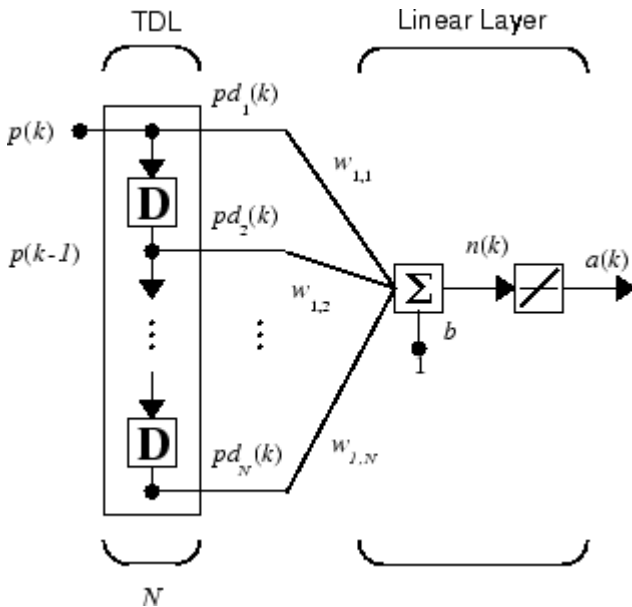 TDL
Linear Layer
pd1(k)
p(k)
w1,1
D
pd2(k)
p(k-1)
n(k)
a(k)
w1,2
Σ
b
1
D
pdN(k)
w1,N
N